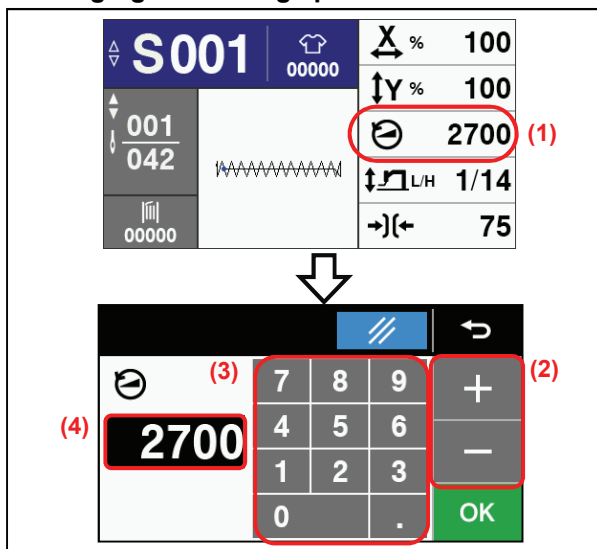 S001
00000
X % 100
Y % 100
001
042
2700 (1)
L/H 1/14
00000
75
(3)
7 8 9
(2)
+
(4)
2700
4 5 6
−
1 2 3
0 .
OK